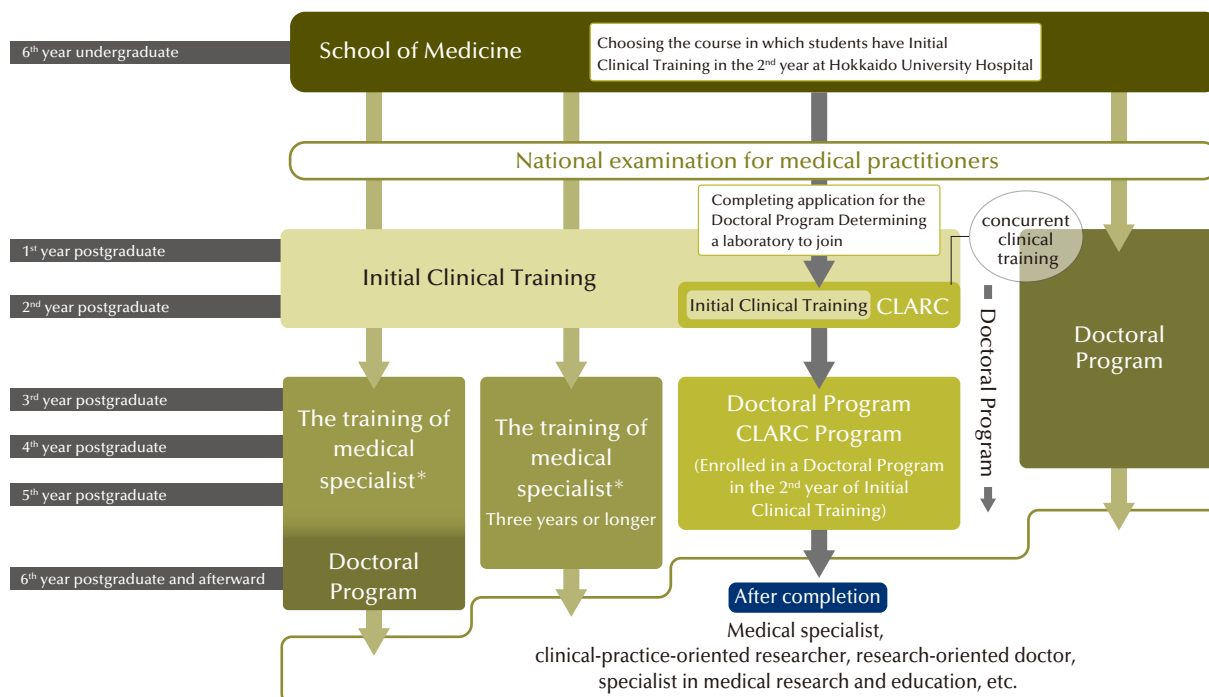 6th year undergraduate
School of Medicine
Choosing the course in which students have Initial
Clinical Training in the 2nd year at Hokkaido University Hospital
National examination for medical practitioners
Completing application for the
Doctoral Program Determining
a laboratory to join
concurrent
clinical
training
1st year postgraduate
Initial Clinical Training
2nd year postgraduate
Initial Clinical Training CLARC
Doctoral Program
Doctoral
Program
3rd year postgraduate
4th year postgraduate
5th year postgraduate
6th year postgraduate and afterward
The training of
medical
specialist*
Doctoral
Program
The training of
medical
specialist*
Three years or longer
Doctoral Program
CLARC Program
(Enrolled in a Doctoral Program
in the 2nd year of Initial
Clinical Training)
After completion
Medical specialist,
clinical-practice-oriented researcher, research-oriented doctor,
specialist in medical research and education, etc.